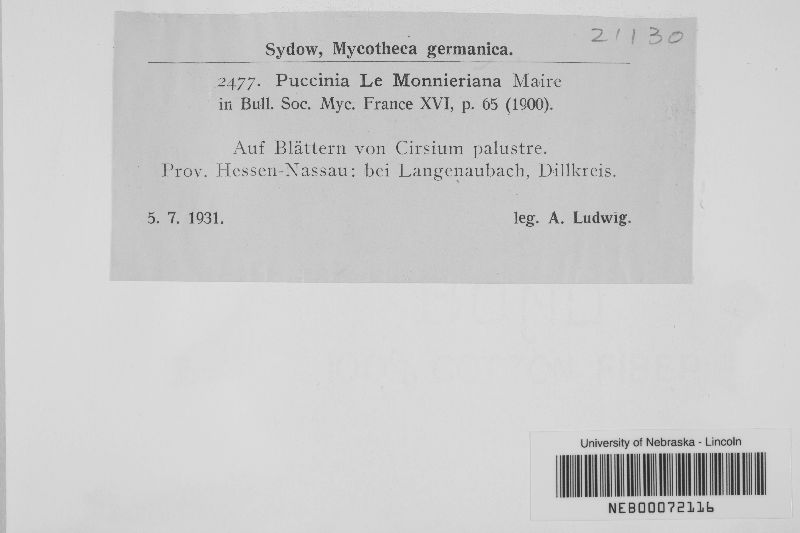 21130
Sydow, Mycotheca germanica.
2477. Puccinia Le Monnieriana Maire
in Bull. Soc. Myc. France XVI, p. 65 (1900).
Auf Blättern von Cirsium palustre.
Prov. Hessen-Nassau: bei Langenaubach, Dillkreis.
5. 7. 1931. leg. A. Ludwig.
University of Nebraska - Lincoln
NEB00072116